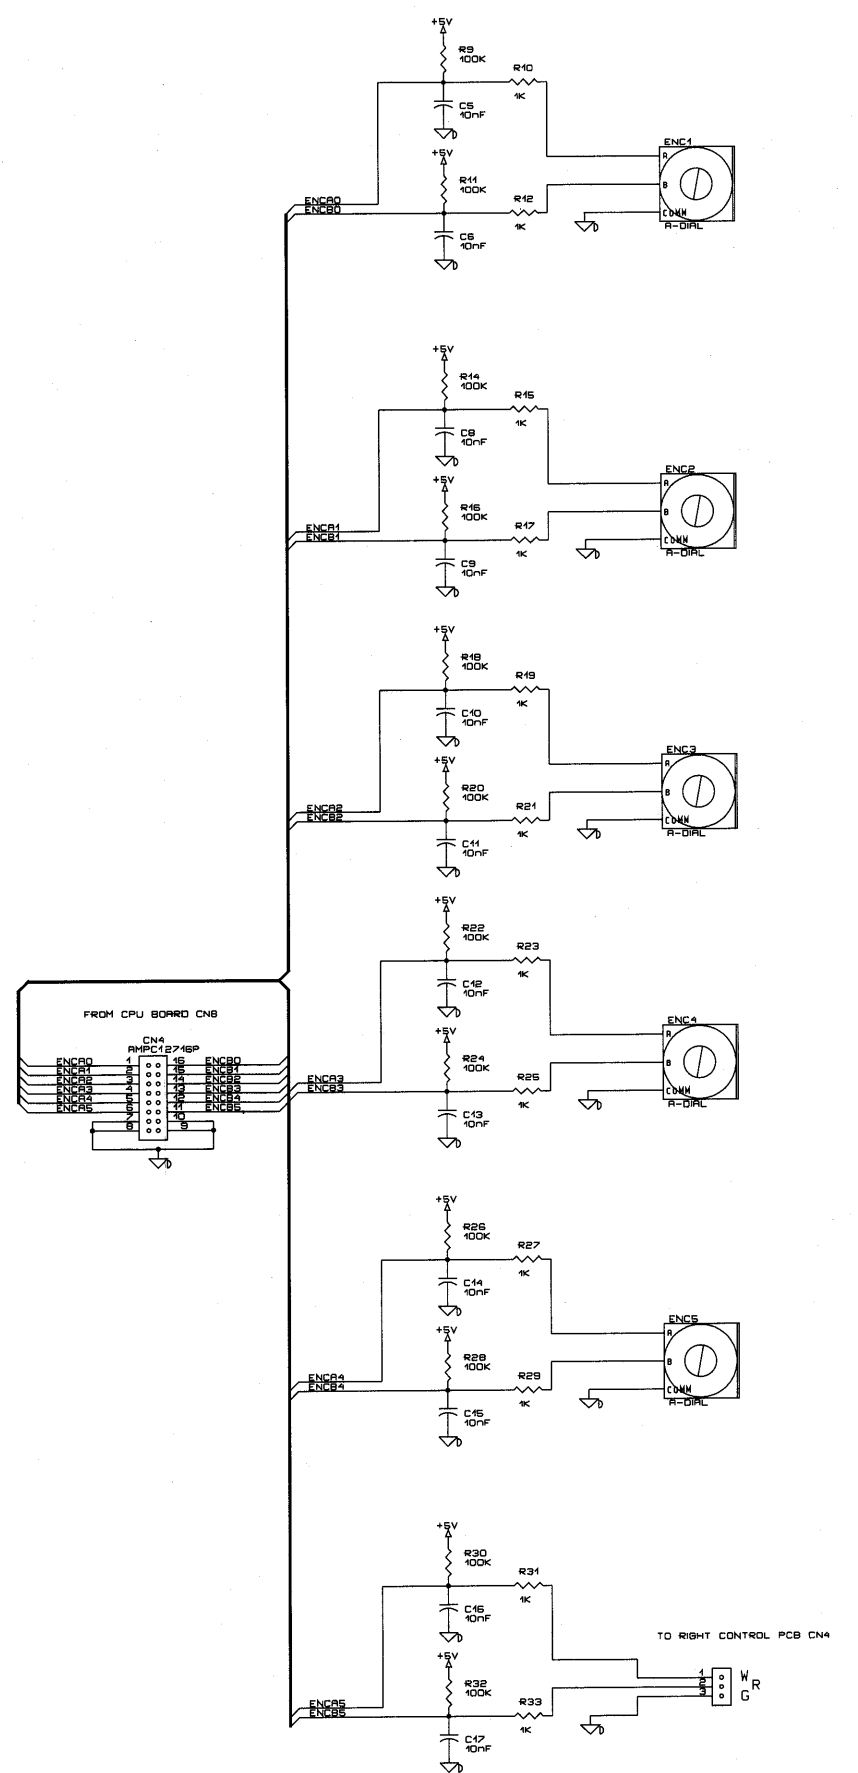 +5V
R9
100K
R10
1K
C5
10nF
+5V
R11
100K
R12
1K
C6
10nF
ENCA0
ENCB0
ENC1
A
B
COMM
A-DIAL
D
D
D
+5V
R14
100K
R15
1K
C8
10nF
+5V
R16
100K
R17
1K
C9
10nF
ENCA1
ENCB1
ENC2
A
B
COMM
A-DIAL
D
D
D
+5V
R18
100K
R19
1K
C10
10nF
+5V
R20
100K
R21
1K
C11
10nF
ENCA2
ENCB2
ENC3
A
B
COMM
A-DIAL
D
D
D
+5V
R22
100K
R23
1K
C12
10nF
+5V
R24
100K
R25
1K
C13
10nF
ENCA3
ENCB3
ENC4
A
B
COMM
A-DIAL
D
D
D
FROM CPU BOARD CN8
CN4
AMPC12716P
ENCA0 1 16 ENCB0
ENCA1 2 15 ENCB1
ENCA2 3 14 ENCB2
ENCA3 4 13 ENCB3
ENCA4 5 12 ENCB4
ENCA5 6 11 ENCB5
7 10
8 9
D
+5V
R26
100K
R27
1K
C14
10nF
+5V
R28
100K
R29
1K
C15
10nF
ENCA4
ENCB4
ENC5
A
B
COMM
A-DIAL
D
D
D
+5V
R30
100K
R31
1K
C16
10nF
+5V
R32
100K
R33
1K
C17
10nF
ENCA5
ENCB5
D
D
D
TO RIGHT CONTROL PCB CN4
1 W
2 R
3 G